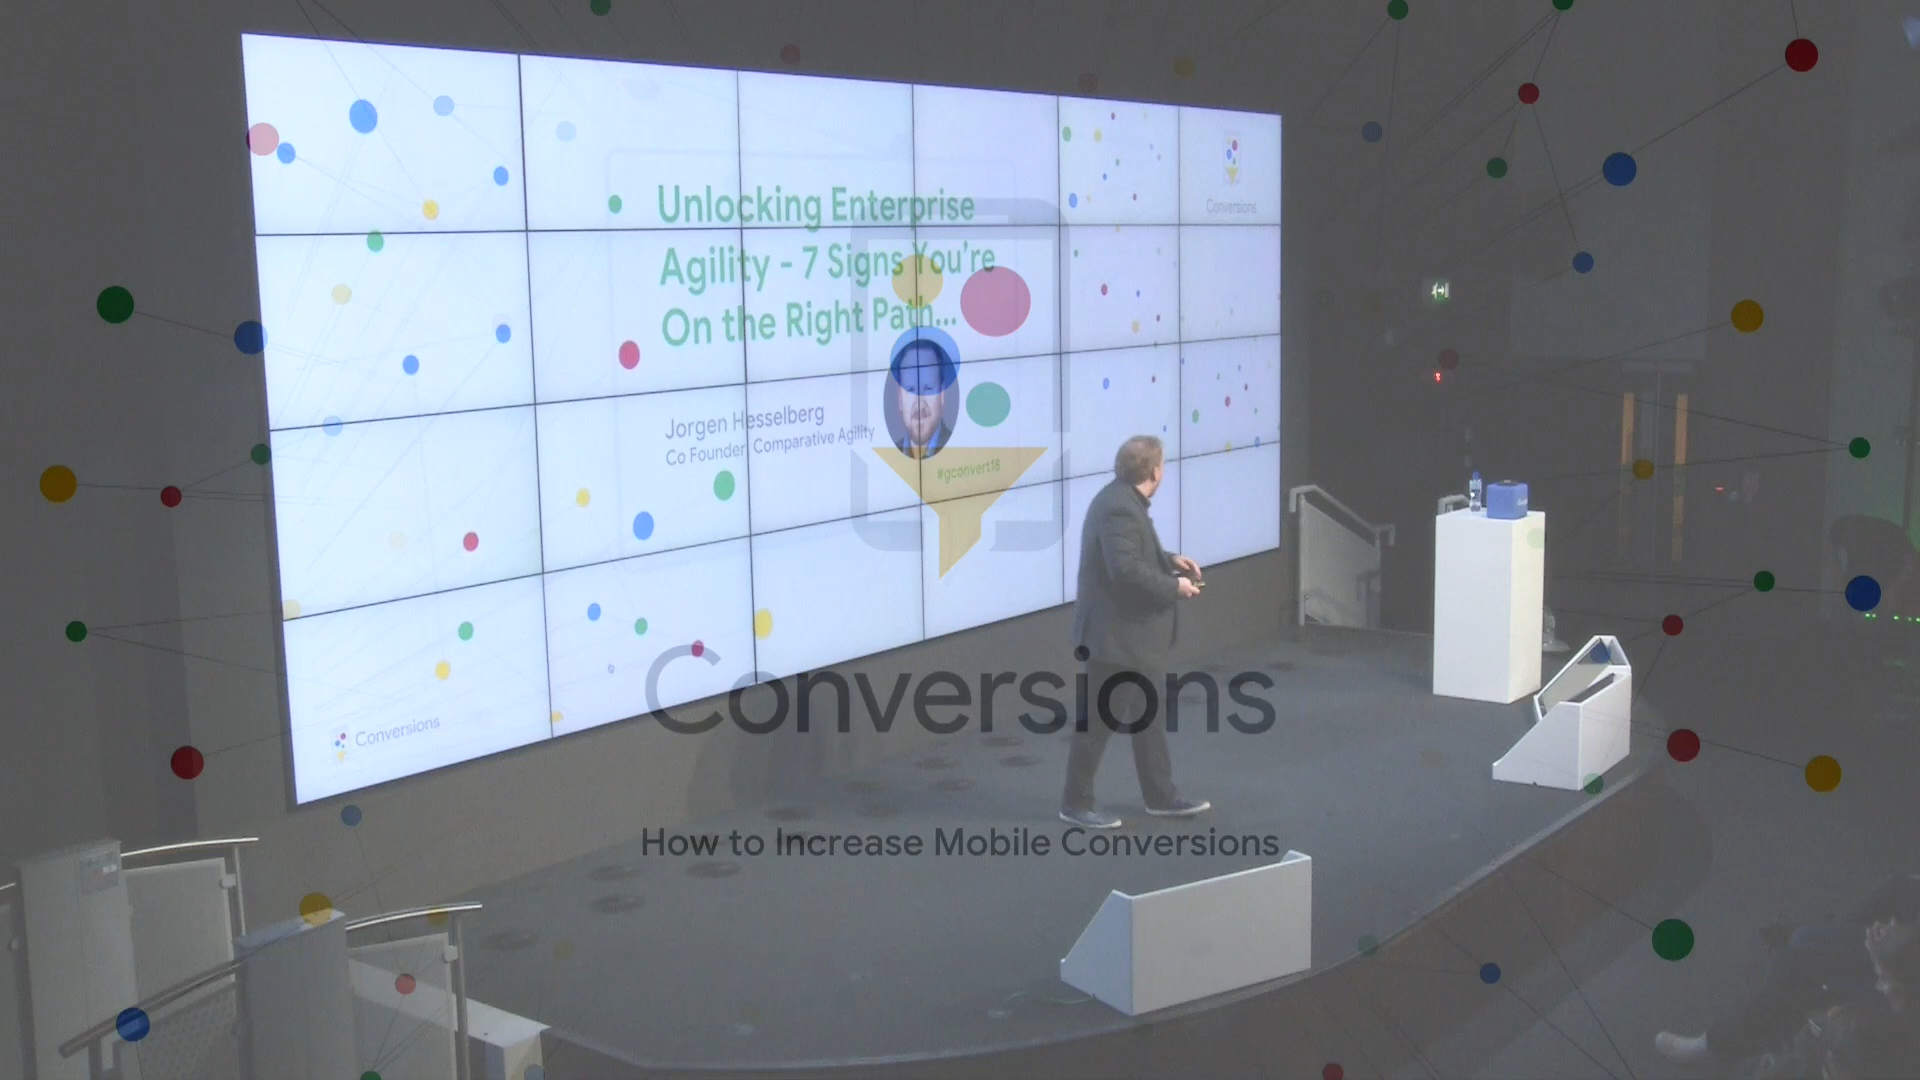 Unlocking Enterprise
Agility - 7 Signs You're
On the Right Path...
Jorgen Hesselberg
Co Founder, Comparative Agility
#gconvert18
Conversions
Conversions
Conversions
How to Increase Mobile Conversions